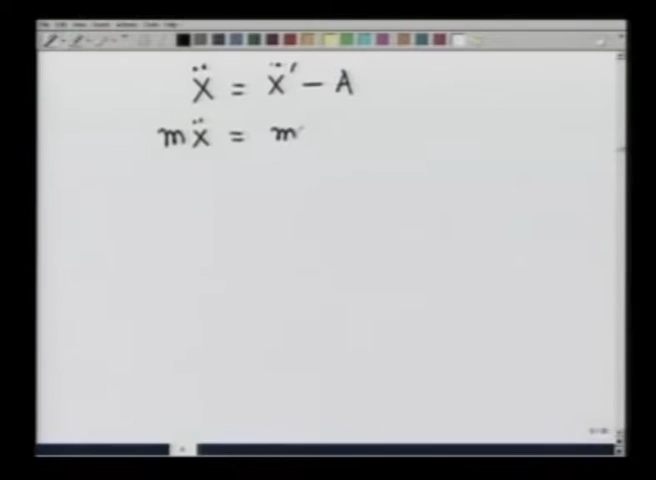 ẍ = ẍ′ − A
mẍ = m